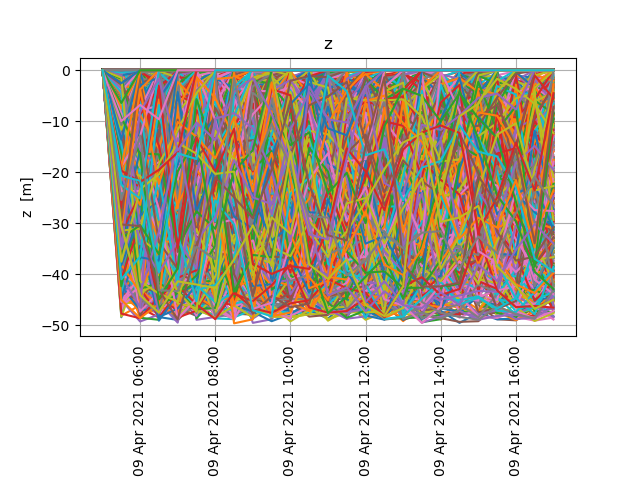 z
0
−10
−20
−30
−40
−50
z [m]
09 Apr 2021 06:00
09 Apr 2021 08:00
09 Apr 2021 10:00
09 Apr 2021 12:00
09 Apr 2021 14:00
09 Apr 2021 16:00